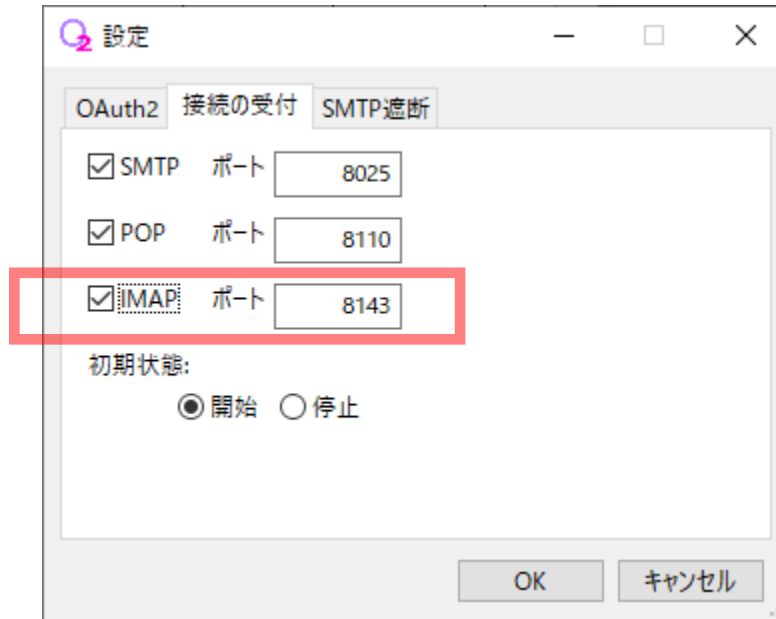 設定
OAuth2 接続の受付 SMTP遮断
SMTP ポート 8025
POP ポート 8110
IMAP ポート 8143
初期状態:
開始 停止
OK キャンセル